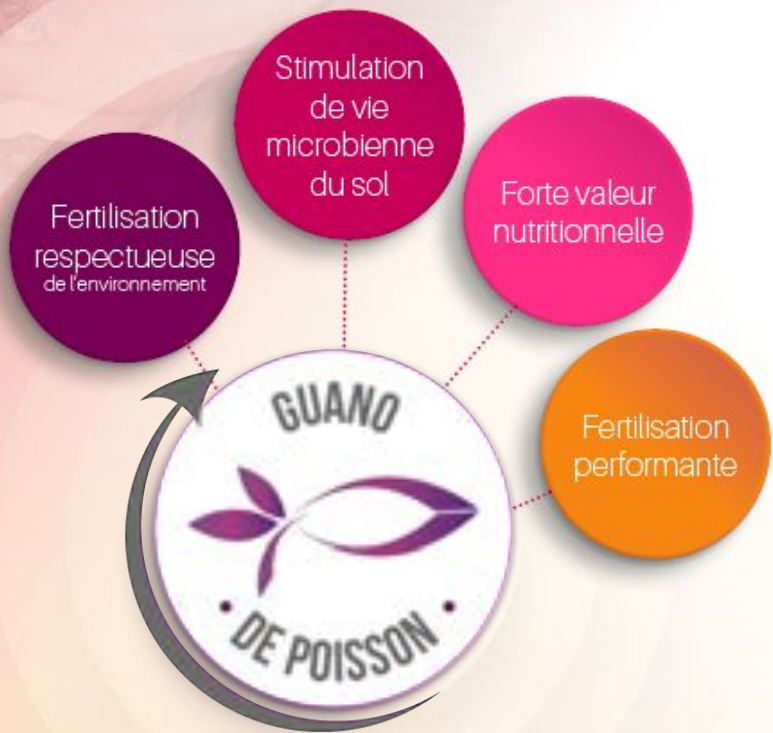 Stimulation
de vie
microbienne
du sol
Fertilisation
respectueuse
de l'environnement
Forte valeur
nutritionnelle
Fertilisation
performante
GUANO
• DE POISSON •